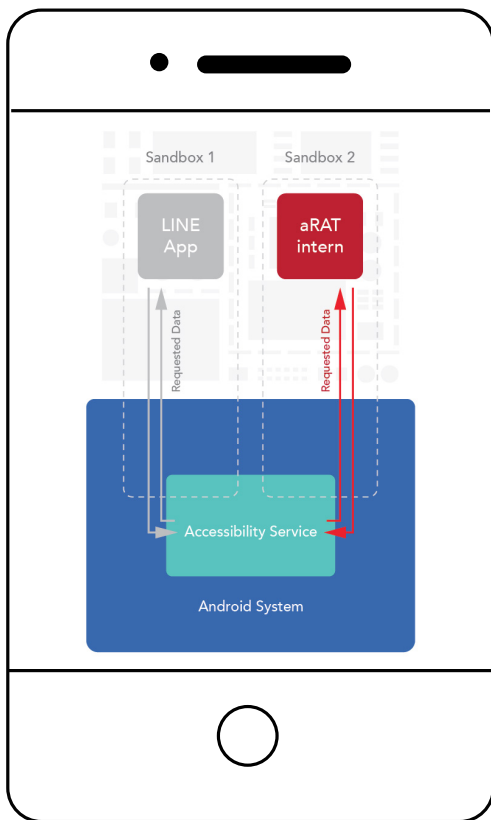 Sandbox 1
Sandbox 2
LINE
App
aRAT
intern
Requested Data
Requested Data
Accessibility Service
Android System